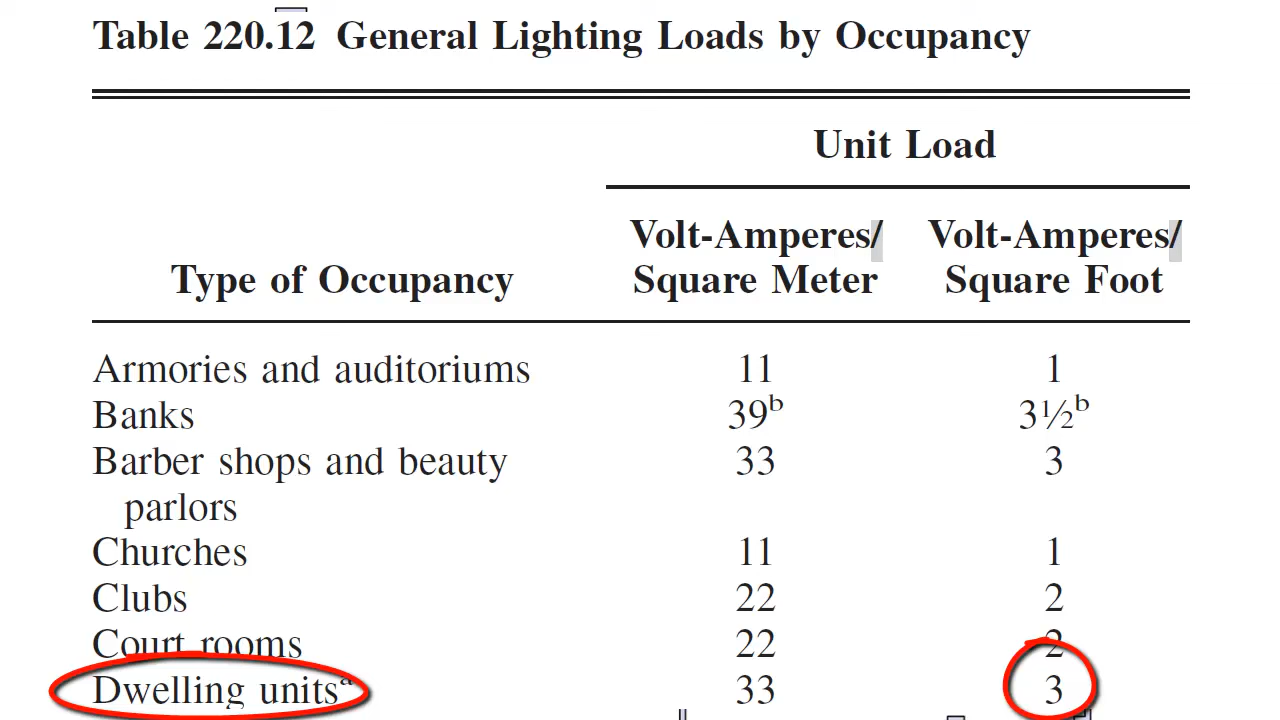 Table 220.12 General Lighting Loads by Occupancy
Unit Load
Volt-Amperes/ Volt-Amperes/
Type of Occupancy Square Meter Square Foot
Armories and auditoriums 11 1
Banks 39ᵇ 3½ᵇ
Barber shops and beauty 33 3
parlors
Churches 11 1
Clubs 22 2
Court rooms 22 2
Dwelling unitsᵃ 33 3